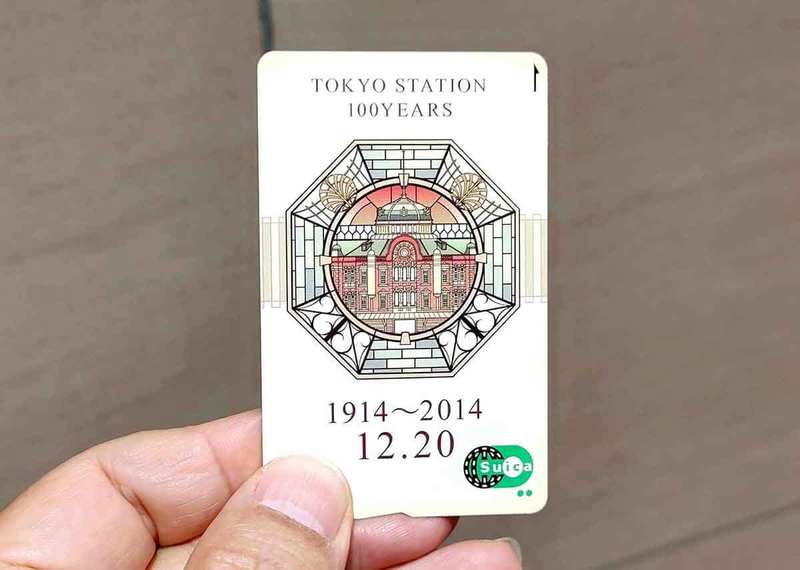 TOKYO STATION
100YEARS
1914〜2014
12.20
Suica